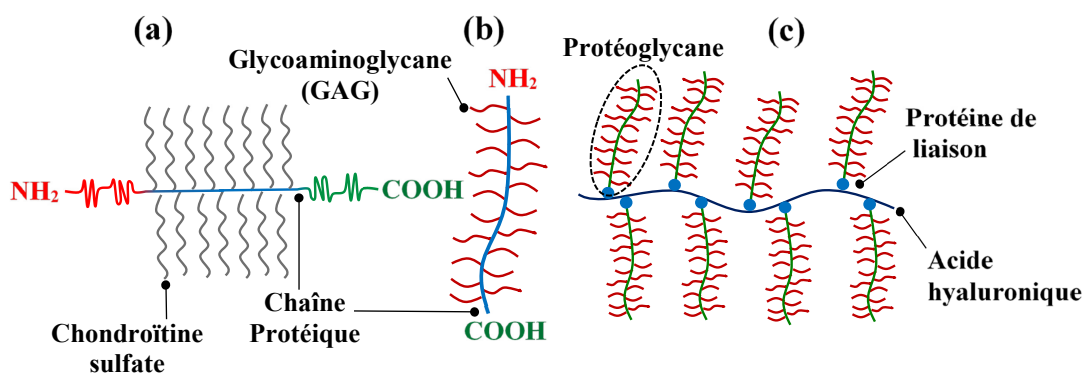 (a)
NH2
COOH
Chondroïtine
sulfate
Chaîne
Protéique
(b)
Glycoaminoglycane
(GAG)
NH2
COOH
(c)
Protéoglycane
Protéine de
liaison
Acide
hyaluronique